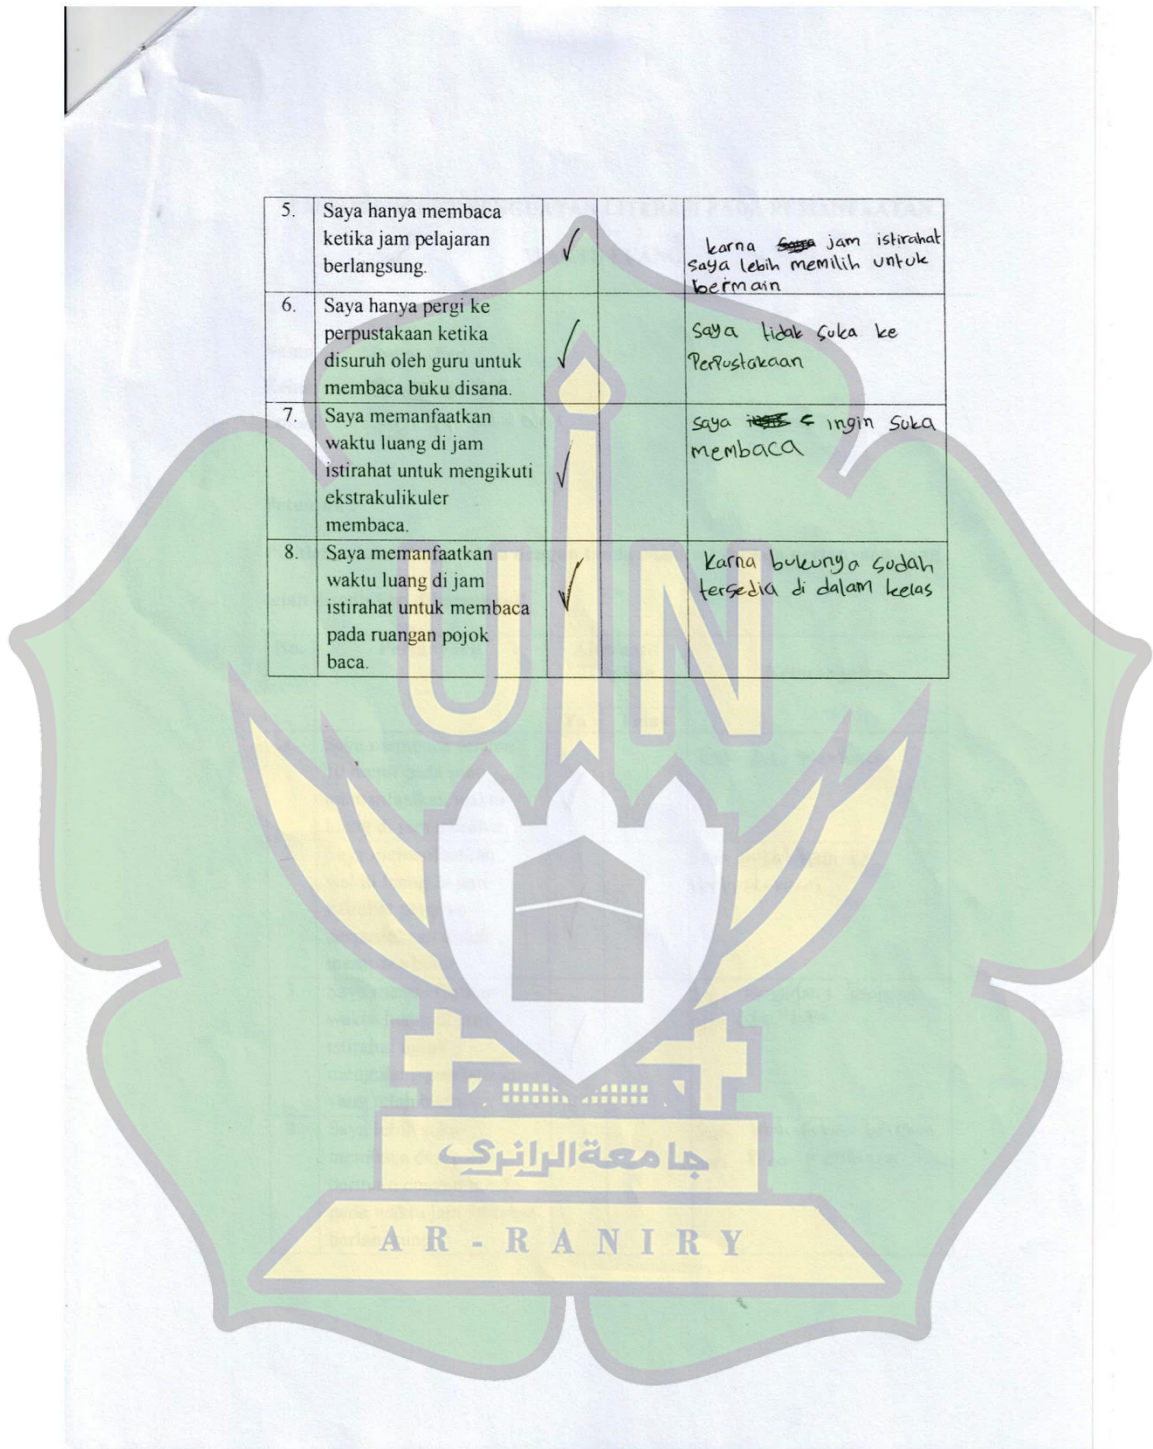 5.
Saya hanya membaca
ketika jam pelajaran
berlangsung.
✓
karna jam istirahat
saya lebih memilih untuk
bermain
6.
Saya hanya pergi ke
perpustakaan ketika
disuruh oleh guru untuk
membaca buku disana.
✓
Saya tidak suka ke
Perpustakaan
7.
Saya memanfaatkan
waktu luang di jam
istirahat untuk mengikuti
ekstrakulikuler
membaca.
✓
Saya ingin suka
membaca
8.
Saya memanfaatkan
waktu luang di jam
istirahat untuk membaca
pada ruangan pojok
baca.
✓
Karna bukunya sudah
tersedia di dalam kelas
UIN
جامعة الرانري
AR-RANIRY